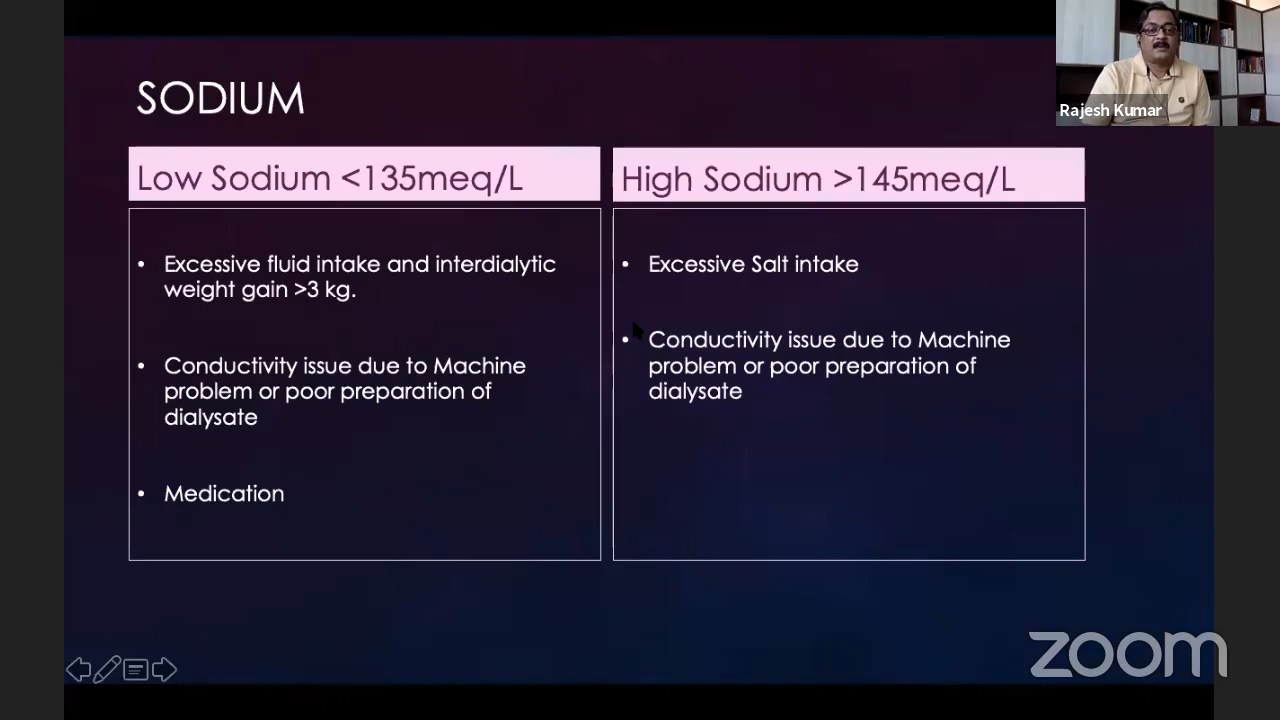 SODIUM
Rajesh Kumar
Low Sodium <135meq/L
• Excessive fluid intake and interdialytic
weight gain >3 kg.
• Conductivity issue due to Machine
problem or poor preparation of
dialysate
• Medication
High Sodium >145meq/L
• Excessive Salt intake
• Conductivity issue due to Machine
problem or poor preparation of
dialysate
zoom